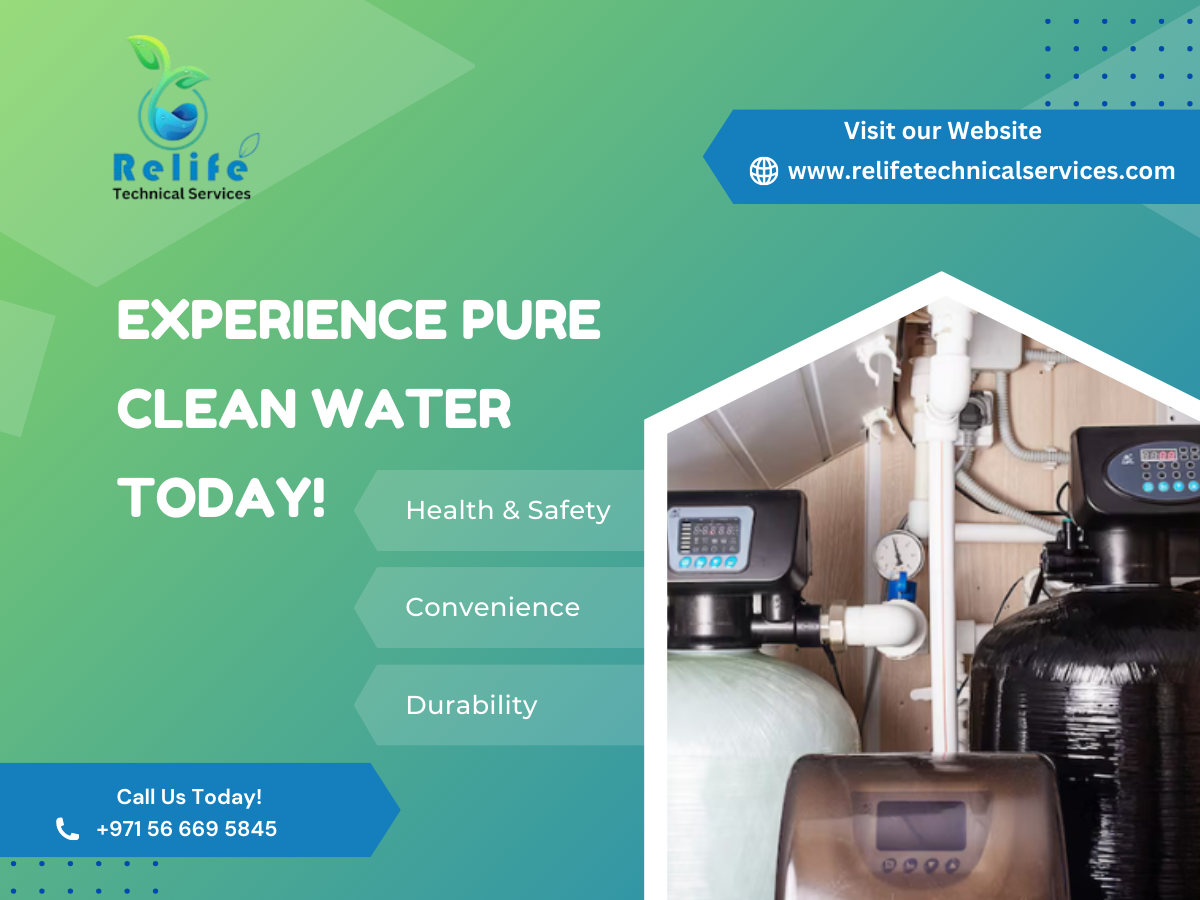 Relife
Technical Services
Visit our Website
www.relifetechnicalservices.com
EXPERIENCE PURE
CLEAN WATER
TODAY!
Health & Safety
Convenience
Durability
Call Us Today!
+971 56 669 5845